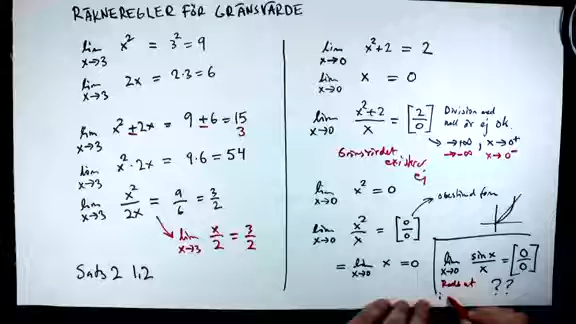 RÄKNEREGLER FÖR GRÄNSVÄRDE
lim x→3 x² = 3² = 9
lim x→3 2x = 2·3 = 6
lim x→3 x² ± 2x = 9 ± 6 = 15
3
lim x→3 x²·2x = 9·6 = 54
lim x→3 x²/2x = 9/6 = 3/2
lim x→3 x/2 = 3/2
Sats 2 1,2
lim x→0 x²+2 = 2
lim x→0 x = 0
lim x→0 x²+2/x = [2/0]
Division med
noll är ej ok.
→+∞, x→0⁺
→-∞ x→0⁻
Gränsvärdet
existerar
ej
lim x→0 x² = 0
obestämd form
lim x→0 x²/x = [0/0]
= lim x→0 x = 0
lim x→0 sin x/x = [0/0]
??